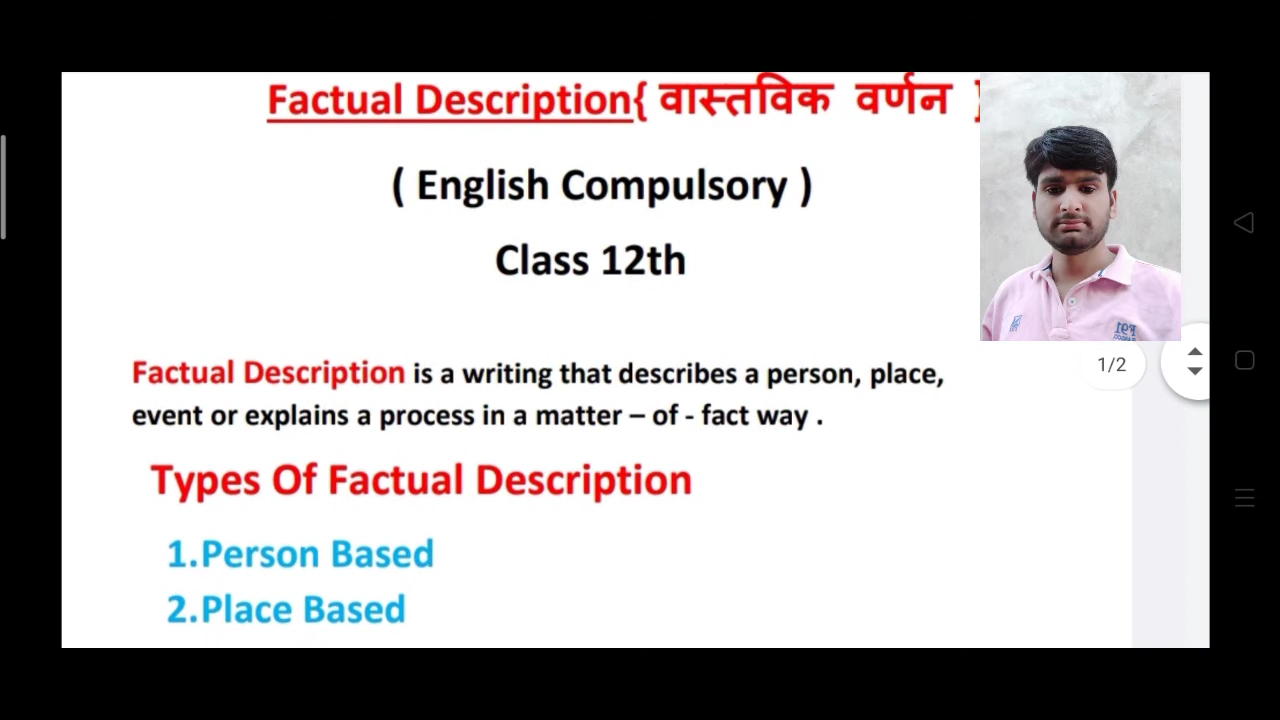 Factual Description{ वास्तविक वर्णन }
( English Compulsory )
Class 12th
Factual Description is a writing that describes a person, place,
event or explains a process in a matter – of - fact way .
1/2
Types Of Factual Description
1.Person Based
2.Place Based